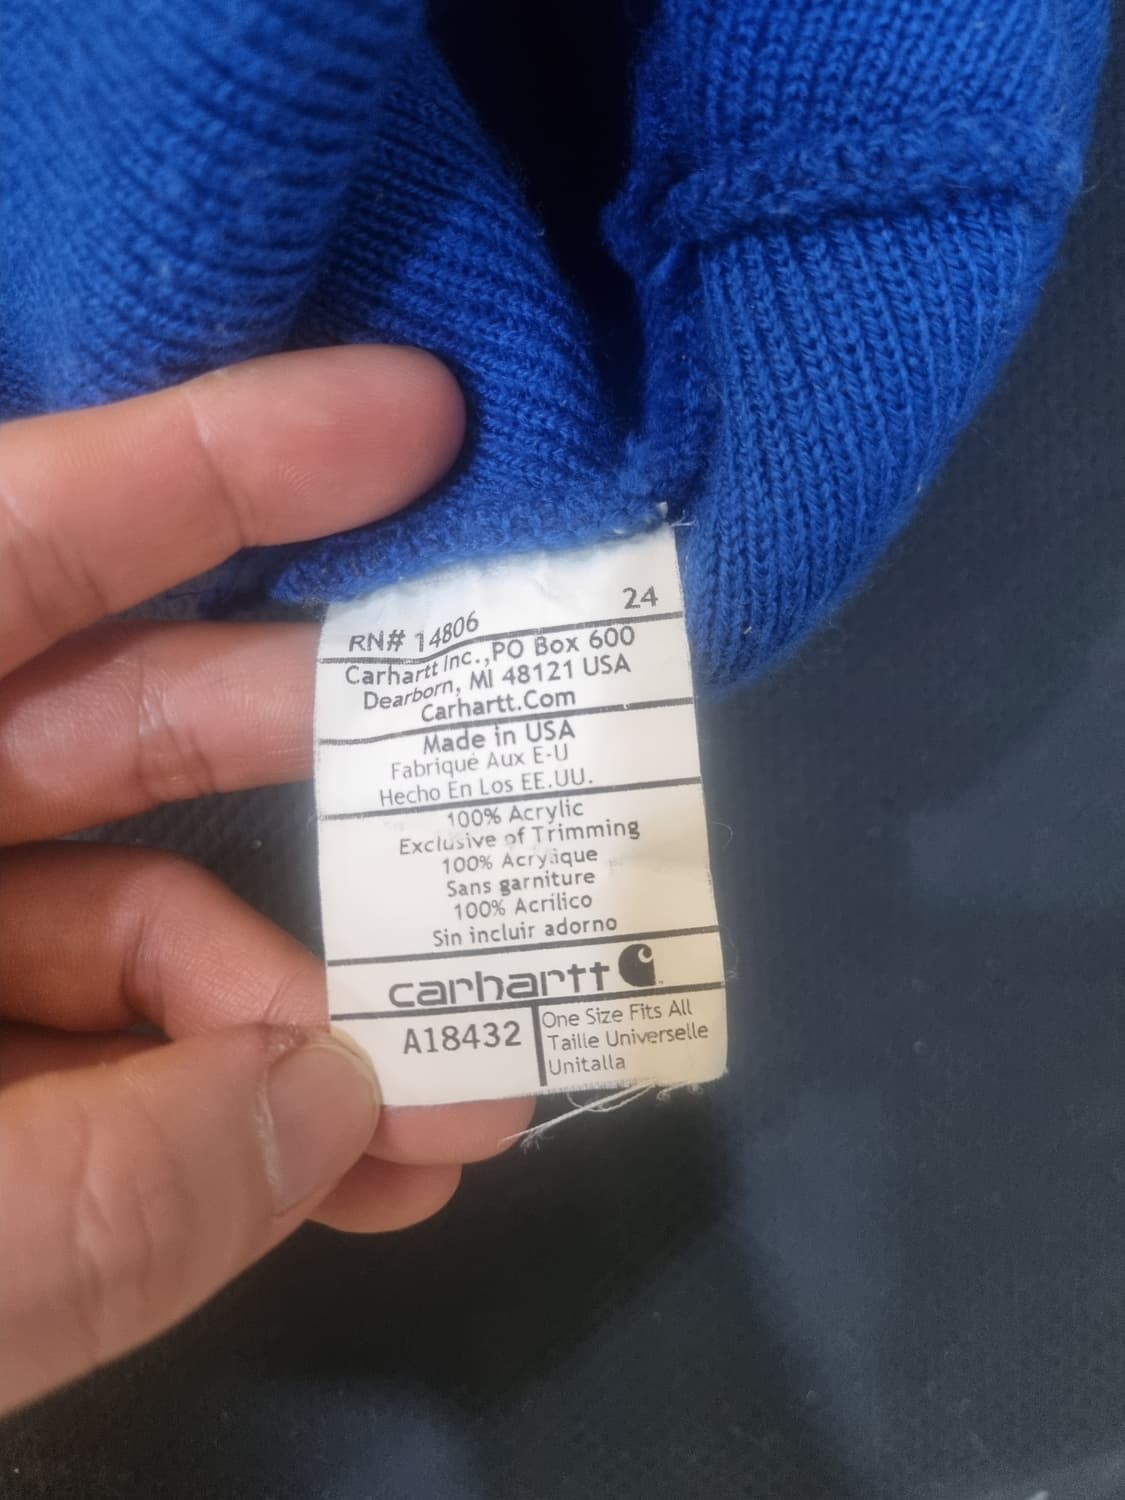 RN# 14806 24
Carhartt Inc.,PO Box 600
Dearborn, MI 48121 USA
Carhartt.Com
Made in USA
Fabriqué Aux E-U
Hecho En Los EE.UU.
100% Acrylic
Exclusive of Trimming
100% Acrylique
Sans garniture
100% Acrílico
Sin incluir adorno
carhartt
A18432
One Size Fits All
Taille Universelle
Unitalla